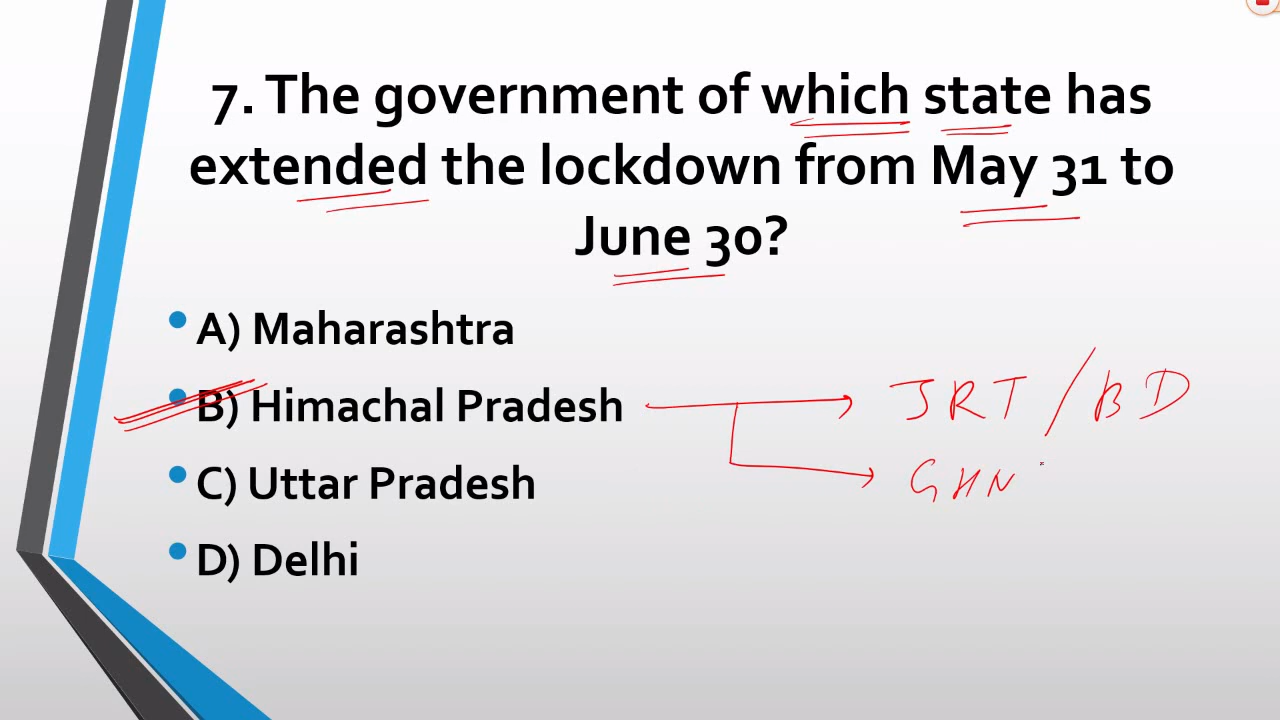 7. The government of which state has
extended the lockdown from May 31 to
June 30?
A) Maharashtra
B) Himachal Pradesh
JRT / BD
GHN
C) Uttar Pradesh
D) Delhi